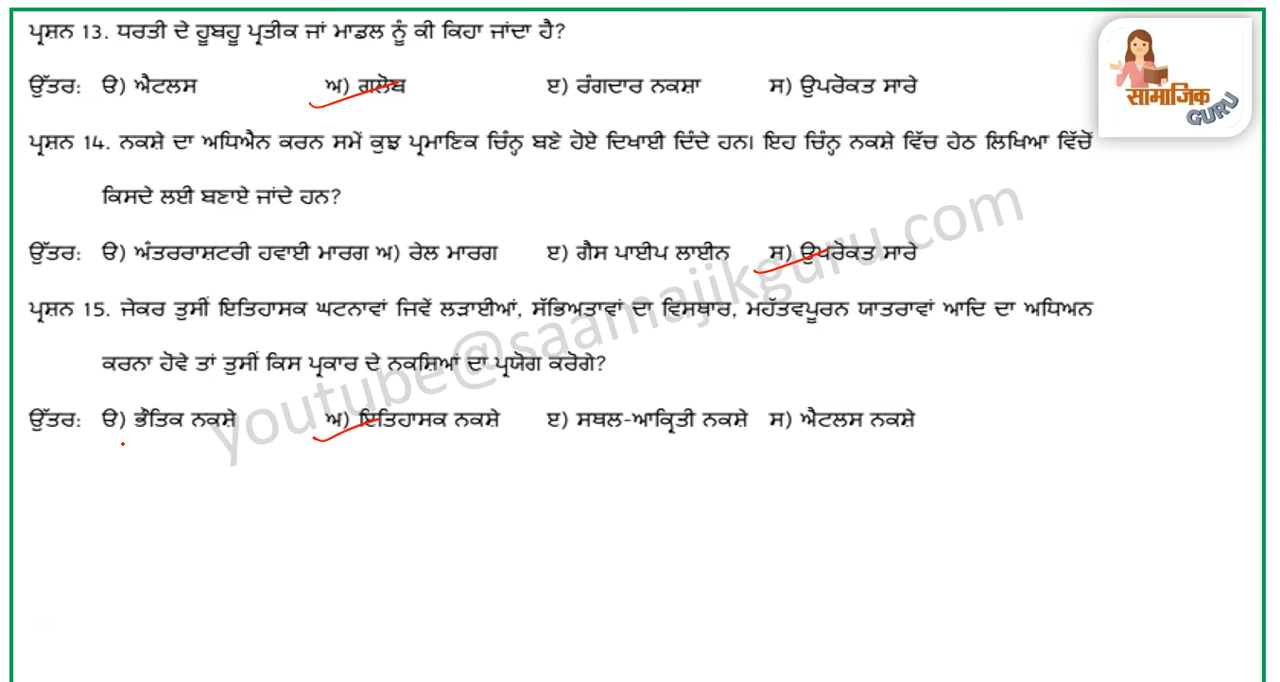 ਪ੍ਰਸ਼ਨ 13. ਧਰਤੀ ਦੇ ਹੂਬਹੂ ਪ੍ਰਤੀਕ ਜਾਂ ਮਾਡਲ ਨੂੰ ਕੀ ਕਿਹਾ ਜਾਂਦਾ ਹੈ?
सामाजिक
GURU
ਉੱਤਰ: ੳ) ਐਟਲਸ ਅ) ਗਲੋਬ ੲ) ਰੰਗਦਾਰ ਨਕਸ਼ਾ ਸ) ਉਪਰੋਕਤ ਸਾਰੇ
ਪ੍ਰਸ਼ਨ 14. ਨਕਸ਼ੇ ਦਾ ਅਧਿਐਨ ਕਰਨ ਸਮੇਂ ਕੁਝ ਪ੍ਰਮਾਣਿਕ ਚਿੰਨ੍ਹ ਬਣੇ ਹੋਏ ਦਿਖਾਈ ਦਿੰਦੇ ਹਨ। ਇਹ ਚਿੰਨ੍ਹ ਨਕਸ਼ੇ ਵਿੱਚ ਹੇਠ ਲਿਖਿਆ ਵਿੱਚੋਂ
ਕਿਸਦੇ ਲਈ ਬਣਾਏ ਜਾਂਦੇ ਹਨ?
ਉੱਤਰ: ੳ) ਅੰਤਰਰਾਸ਼ਟਰੀ ਹਵਾਈ ਮਾਰਗ ਅ) ਰੇਲ ਮਾਰਗ ੲ) ਗੈਸ ਪਾਈਪ ਲਾਈਨ ਸ) ਉਪਰੋਕਤ ਸਾਰੇ
ਪ੍ਰਸ਼ਨ 15. ਜੇਕਰ ਤੁਸੀਂ ਇਤਿਹਾਸਕ ਘਟਨਾਵਾਂ ਜਿਵੇਂ ਲੜਾਈਆਂ, ਸੱਭਿਅਤਾਵਾਂ ਦਾ ਵਿਸਥਾਰ, ਮਹੱਤਵਪੂਰਨ ਯਾਤਰਾਵਾਂ ਆਦਿ ਦਾ ਅਧਿਅਨ
ਕਰਨਾ ਹੋਵੇ ਤਾਂ ਤੁਸੀਂ ਕਿਸ ਪ੍ਰਕਾਰ ਦੇ ਨਕਸ਼ਿਆਂ ਦਾ ਪ੍ਰਯੋਗ ਕਰੋਗੇ?
ਉੱਤਰ: ੳ) ਭੌਤਿਕ ਨਕਸ਼ੇ ਅ) ਇਤਿਹਾਸਕ ਨਕਸ਼ੇ ੲ) ਸਥਲ-ਆਕ੍ਰਿਤੀ ਨਕਸ਼ੇ ਸ) ਐਟਲਸ ਨਕਸ਼ੇ
youtube@saamajikguru.com